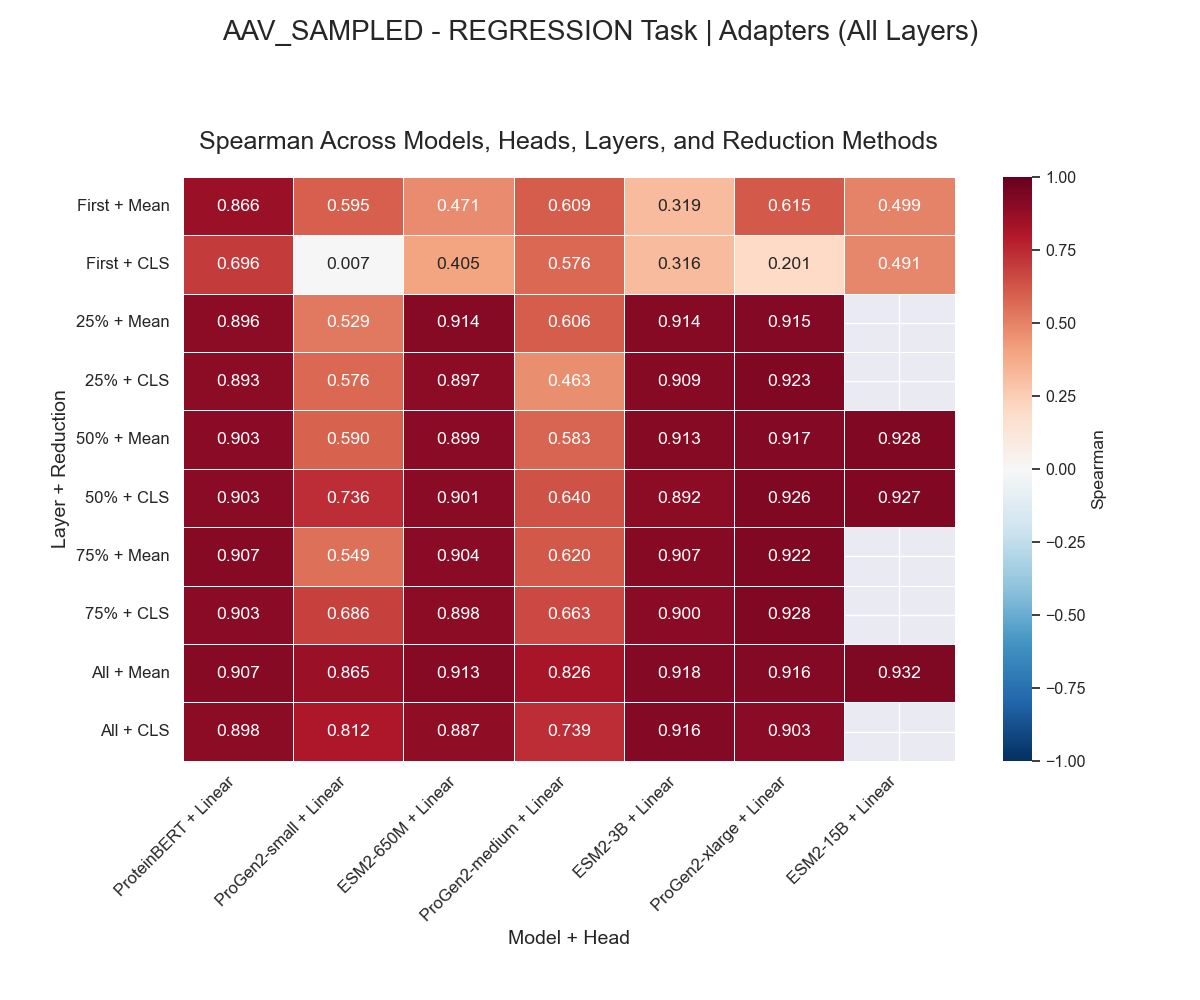 AAV_SAMPLED - REGRESSION Task | Adapters (All Layers)
Spearman Across Models, Heads, Layers, and Reduction Methods
Layer + Reduction
First + Mean 0.866 0.595 0.471 0.609 0.319 0.615 0.499
First + CLS 0.696 0.007 0.405 0.576 0.316 0.201 0.491
25% + Mean 0.896 0.529 0.914 0.606 0.914 0.915
25% + CLS 0.893 0.576 0.897 0.463 0.909 0.923
50% + Mean 0.903 0.590 0.899 0.583 0.913 0.917 0.928
50% + CLS 0.903 0.736 0.901 0.640 0.892 0.926 0.927
75% + Mean 0.907 0.549 0.904 0.620 0.907 0.922
75% + CLS 0.903 0.686 0.898 0.663 0.900 0.928
All + Mean 0.907 0.865 0.913 0.826 0.918 0.916 0.932
All + CLS 0.898 0.812 0.887 0.739 0.916 0.903
ProteinBERT + Linear
ProGen2-small + Linear
ESM2-650M + Linear
ProGen2-medium + Linear
ESM2-3B + Linear
ProGen2-xlarge + Linear
ESM2-15B + Linear
Model + Head
1.00
0.75
0.50
0.25
0.00
−0.25
−0.50
−0.75
−1.00
Spearman